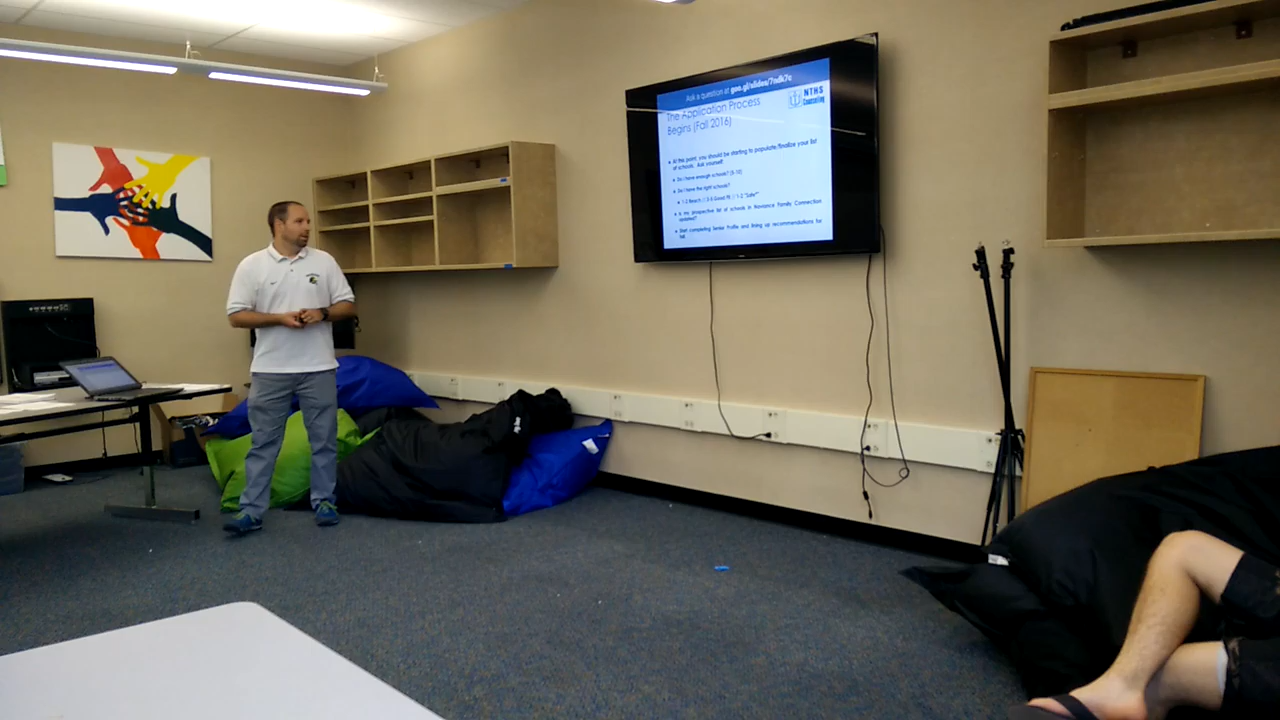 Ask a question at goo.gl/slides/7ndk7c
The Application Process
Begins (Fall 2016)
NTHS
Counseling
At this point, you should be starting to populate/finalize your list
of schools. Ask yourself
Do I have enough schools? (5-10)
Do I have the right schools?
1-2 Reach // 3-5 Good Fit // 1-2 "Safe"
Is my prospective list of schools in Naviance Family Connection
updated?
Start completing Senior Profile and lining up recommendations for
fall.